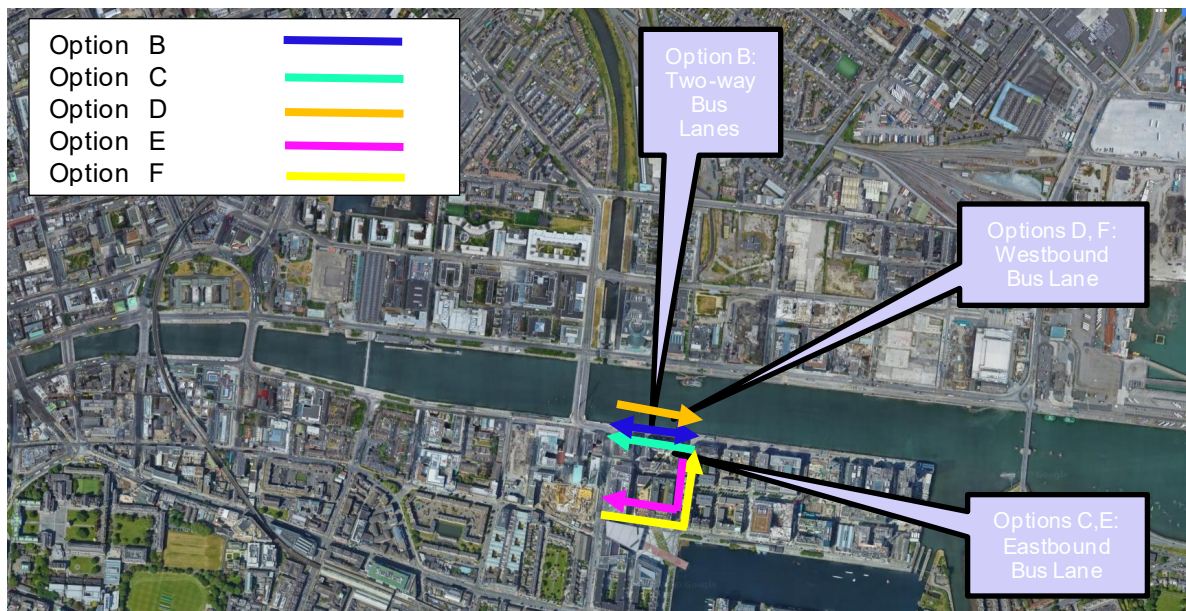 Option B
Option C
Option D
Option E
Option F
Option B:
Two-way
Bus
Lanes
Options D, F:
Westbound
Bus Lane
Options C,E:
Eastbound
Bus Lane